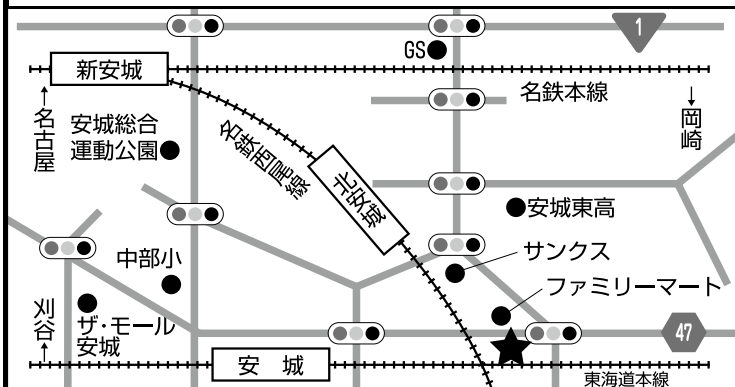 1
GS
新安城
名鉄本線
↑名古屋
↓岡崎
安城総合
運動公園
名鉄西尾線
北安城
安城東高
サンクス
中部小
ファミリーマート
刈谷↑
ザ・モール
安城
47
安 城
東海道本線